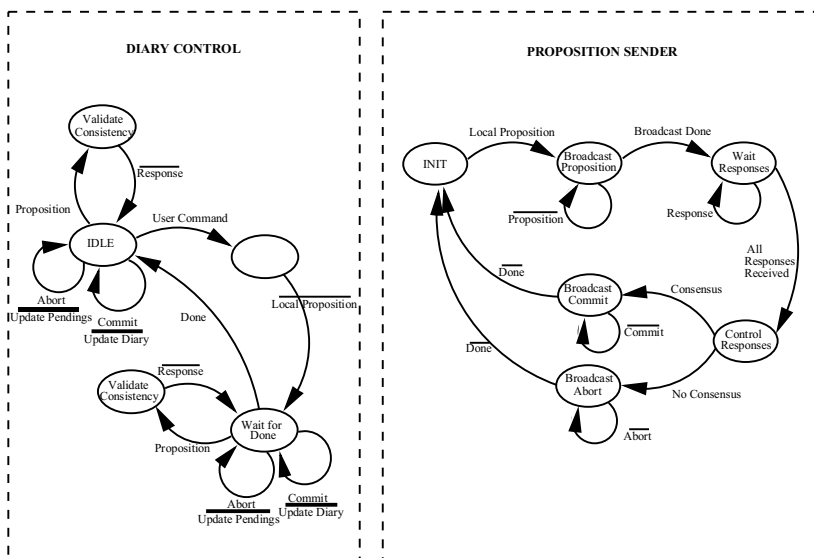 DIARY CONTROL
Validate
Consistency
Response
Proposition
User Command
IDLE
Abort
Update Pendings
Commit
Update Diary
Done
Local Proposition
Response
Validate
Consistency
Proposition
Wait for
Done
Abort
Update Pendings
Commit
Update Diary
PROPOSITION SENDER
Local Proposition
Broadcast Done
INIT
Broadcast
Proposition
Wait
Responses
Proposition
Response
All
Responses
Received
Done
Broadcast
Commit
Consensus
Commit
Control
Responses
Done
Broadcast
Abort
No Consensus
Abort